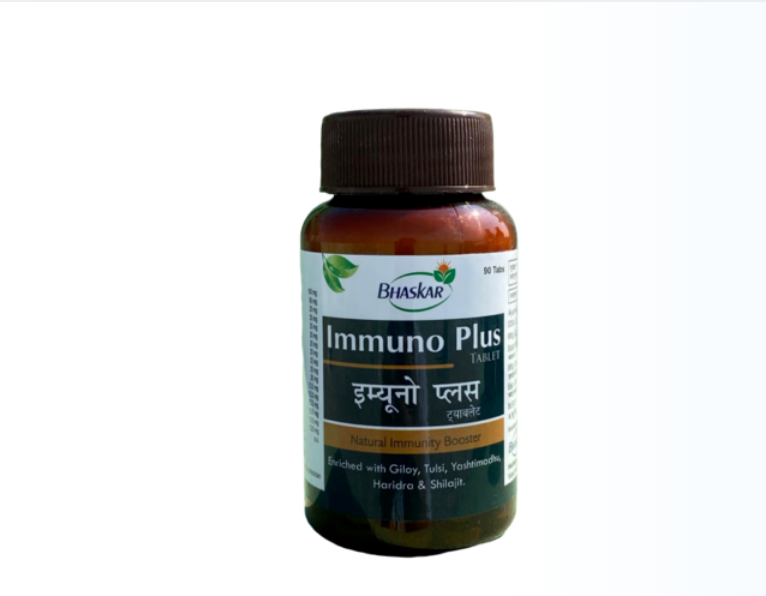 BHASKAR
90 Tabs
Immuno Plus
TABLET
इम्यूनो प्लस
ट्याबलेट
Natural Immunity Booster
Enriched with Giloy, Tulsi, Yashtimadhu,
Haridra & Shilajit.